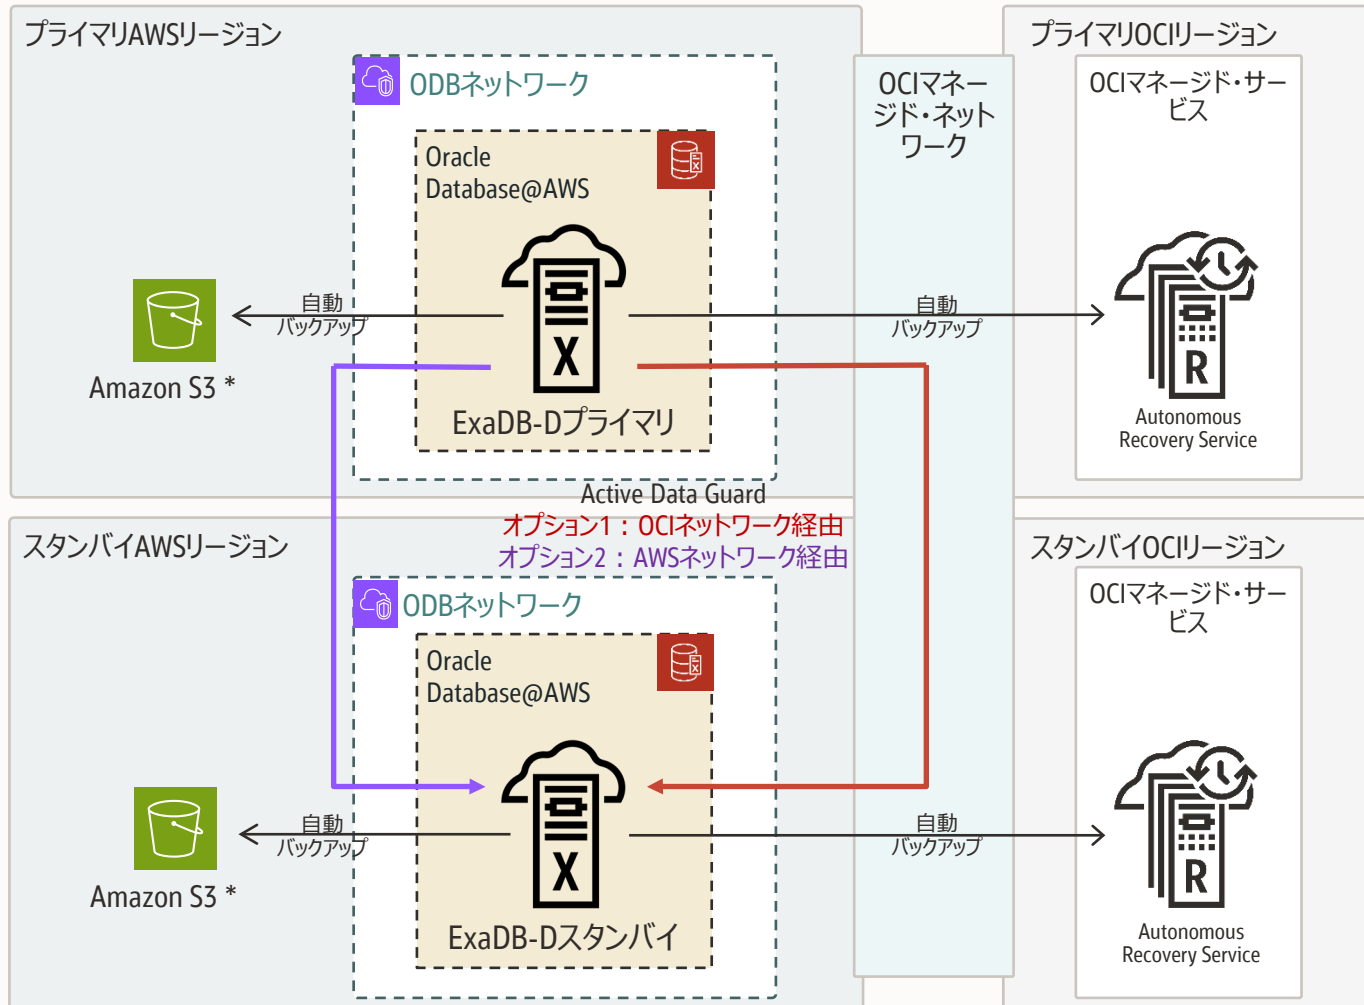 プライマリAWSリージョン
ODBネットワーク
Oracle
Database@AWS
ExaDB-Dプライマリ
X
自動
バックアップ
Amazon S3 *
OCIマネー
ジド・ネット
ワーク
自動
バックアップ
プライマリOCIリージョン
OCIマネージド・サー
ビス
R
Autonomous
Recovery Service
Active Data Guard
オプション1：OCIネットワーク経由
オプション2：AWSネットワーク経由
スタンバイAWSリージョン
ODBネットワーク
Oracle
Database@AWS
X
ExaDB-Dスタンバイ
自動
バックアップ
Amazon S3 *
自動
バックアップ
スタンバイOCIリージョン
OCIマネージド・サー
ビス
R
Autonomous
Recovery Service